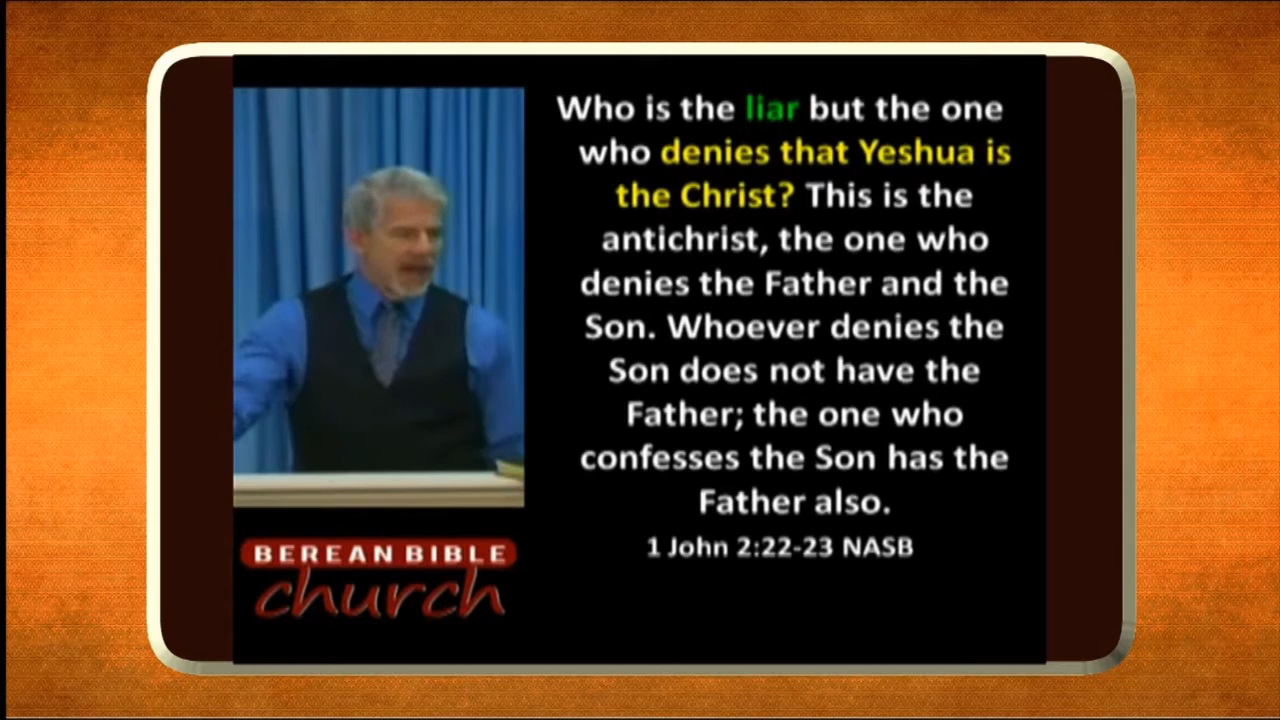 Who is the liar but the one
who denies that Yeshua is
the Christ? This is the
antichrist, the one who
denies the Father and the
Son. Whoever denies the
Son does not have the
Father; the one who
confesses the Son has the
Father also.
1 John 2:22-23 NASB
BEREAN BIBLE
church